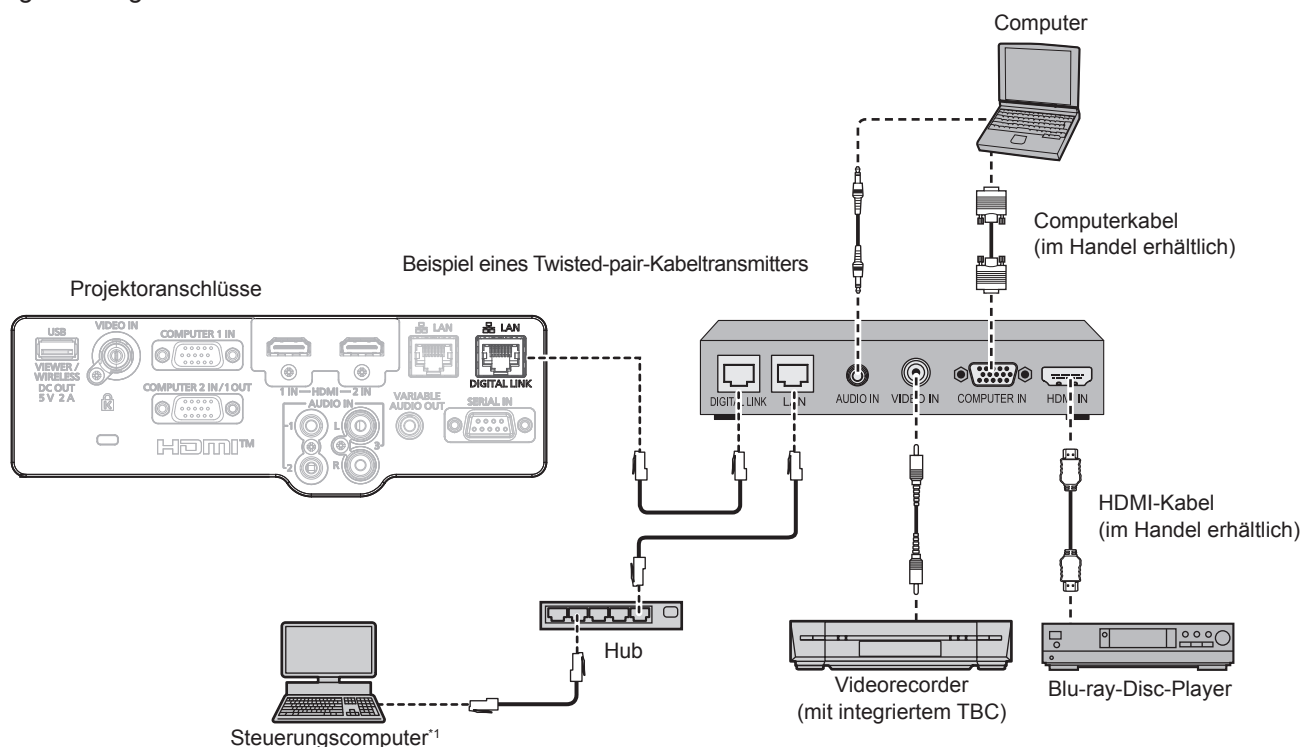 Computer
Computerkabel
(im Handel erhältlich)
Beispiel eines Twisted-pair-Kabeltransmitters
Projektoranschlüsse
USB
VIEWER /
WIRELESS
DC OUT
5 V 2 A
VIDEO IN
COMPUTER 1 IN
COMPUTER 2 IN/1 OUT
HDMI™
1 IN HDMI 2 IN
AUDIO IN
1
2
L
R
3
LAN
VARIABLE
AUDIO OUT
LAN
DIGITAL LINK
SERIAL IN
DIGITAL LINK
LAN
AUDIO IN
VIDEO IN
COMPUTER IN
HDMI IN
HDMI-Kabel
(im Handel erhältlich)
Hub
Videorecorder
(mit integriertem TBC)
Blu-ray-Disc-Player
Steuerungscomputer*1